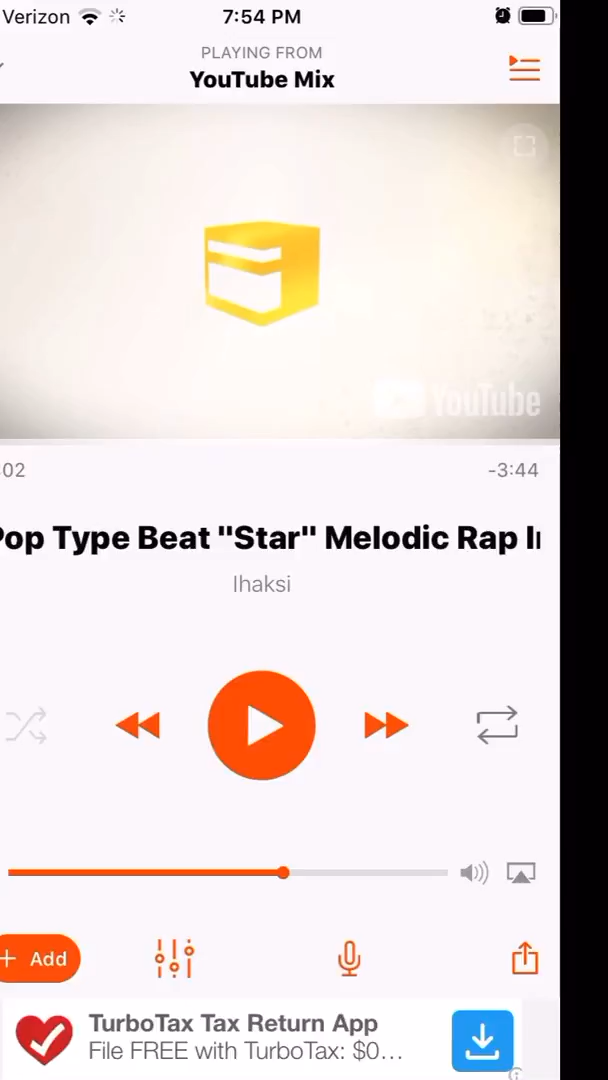 Verizon 7:54 PM
PLAYING FROM
YouTube Mix
YouTube
:02 -3:44
Pop Type Beat "Star" Melodic Rap
Ihaksi
+ Add
TurboTax Tax Return App
File FREE with TurboTax: $0...